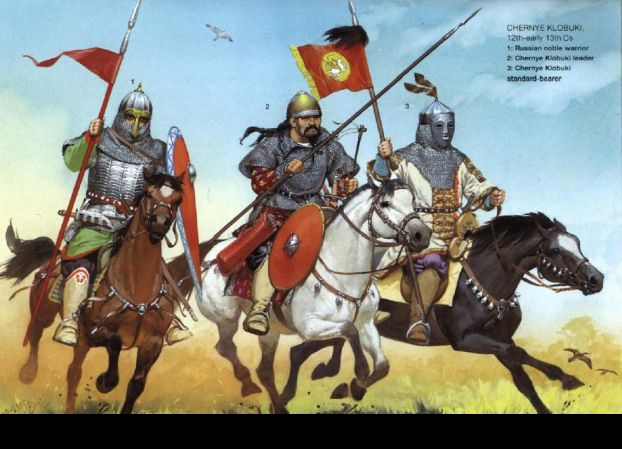 CHERNYE KLOBUKI,
12th–early 13th Cs
1: Russian noble warrior
2: Chernye Klobuki leader
3: Chernye Klobuki
standard-bearer
1
2
3